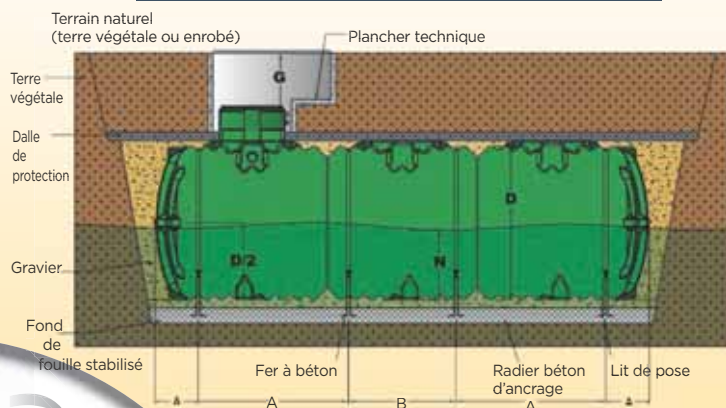 Terrain naturel
(terre végétale ou enrobé)
Plancher technique
G
Terre
végétale
Dalle
de
protection
D
D/2
N
Gravier
Fond
de
fouille stabilisé
Fer à béton
Radier béton
d'ancrage
Lit de pose
A
A
B
A
A